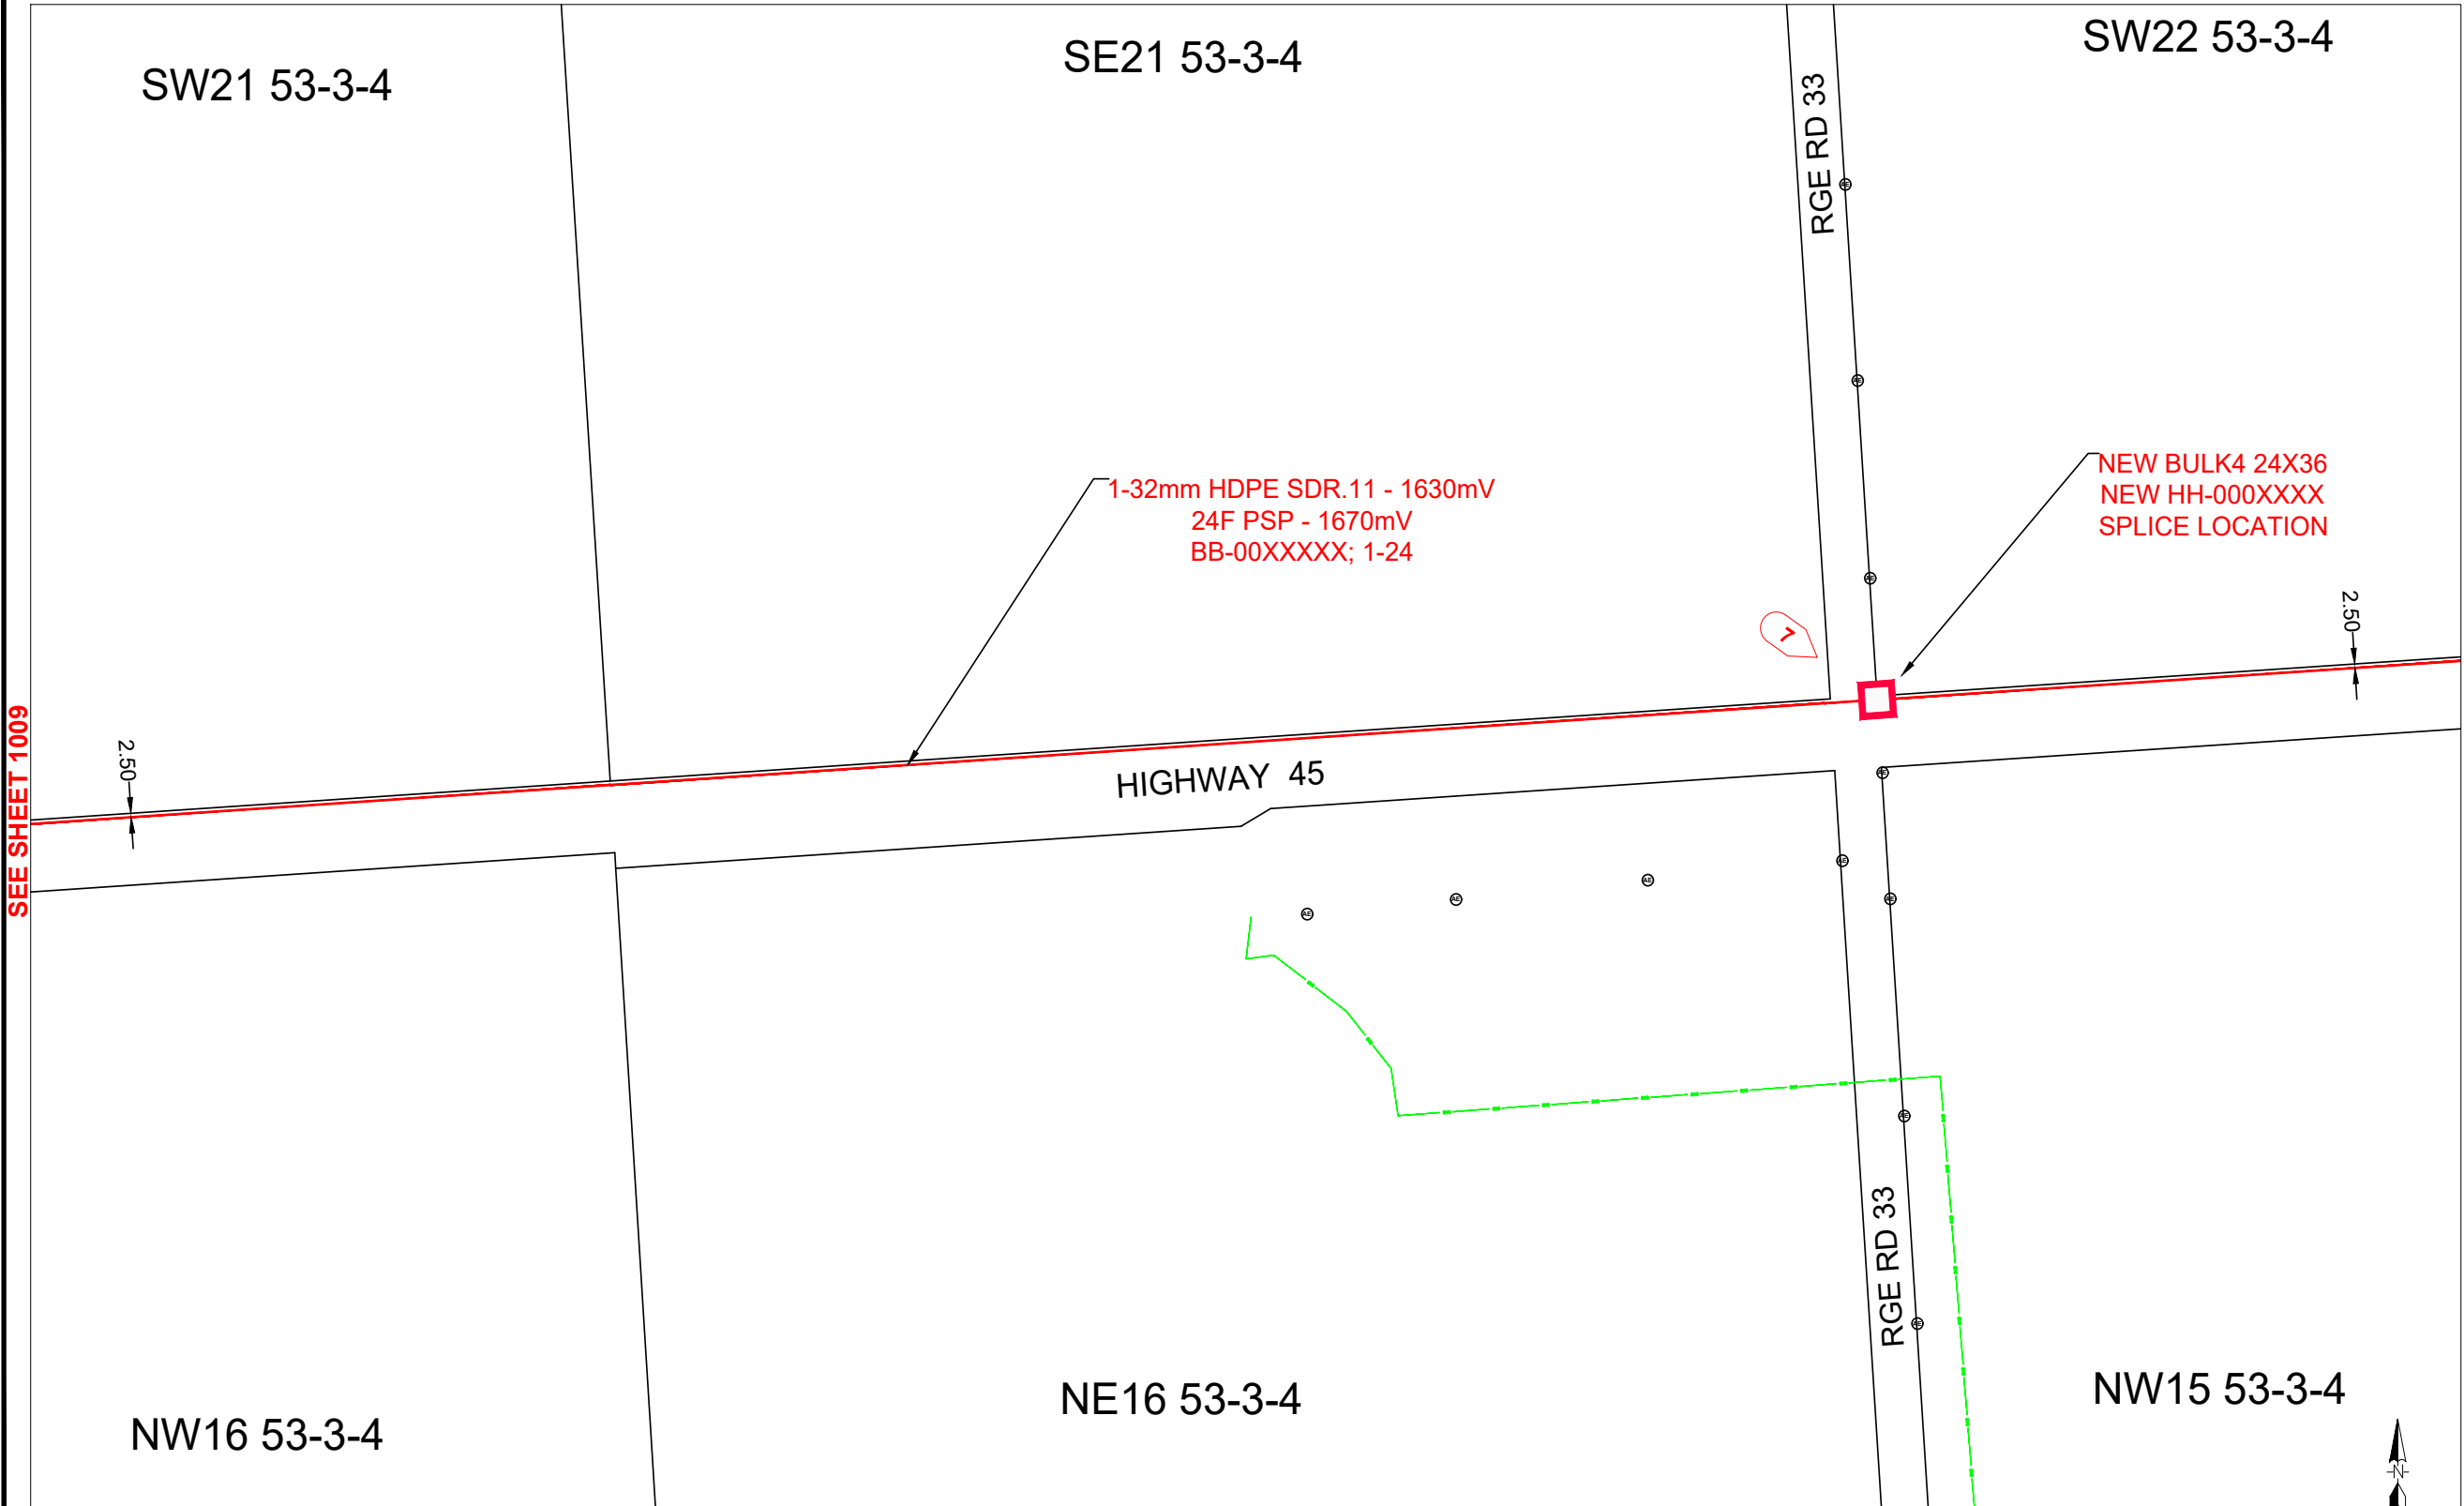 SW21 53-3-4
SE21 53-3-4
SW22 53-3-4
RGE RD 33
1-32mm HDPE SDR.11 - 1630mV
24F PSP - 1670mV
BB-00XXXXX; 1-24
NEW BULK4 24X36
NEW HH-000XXXX
SPLICE LOCATION
7
2.50
2.50
HIGHWAY 45
SEE SHEET 1009
RGE RD 33
NW16 53-3-4
NE16 53-3-4
NW15 53-3-4
N